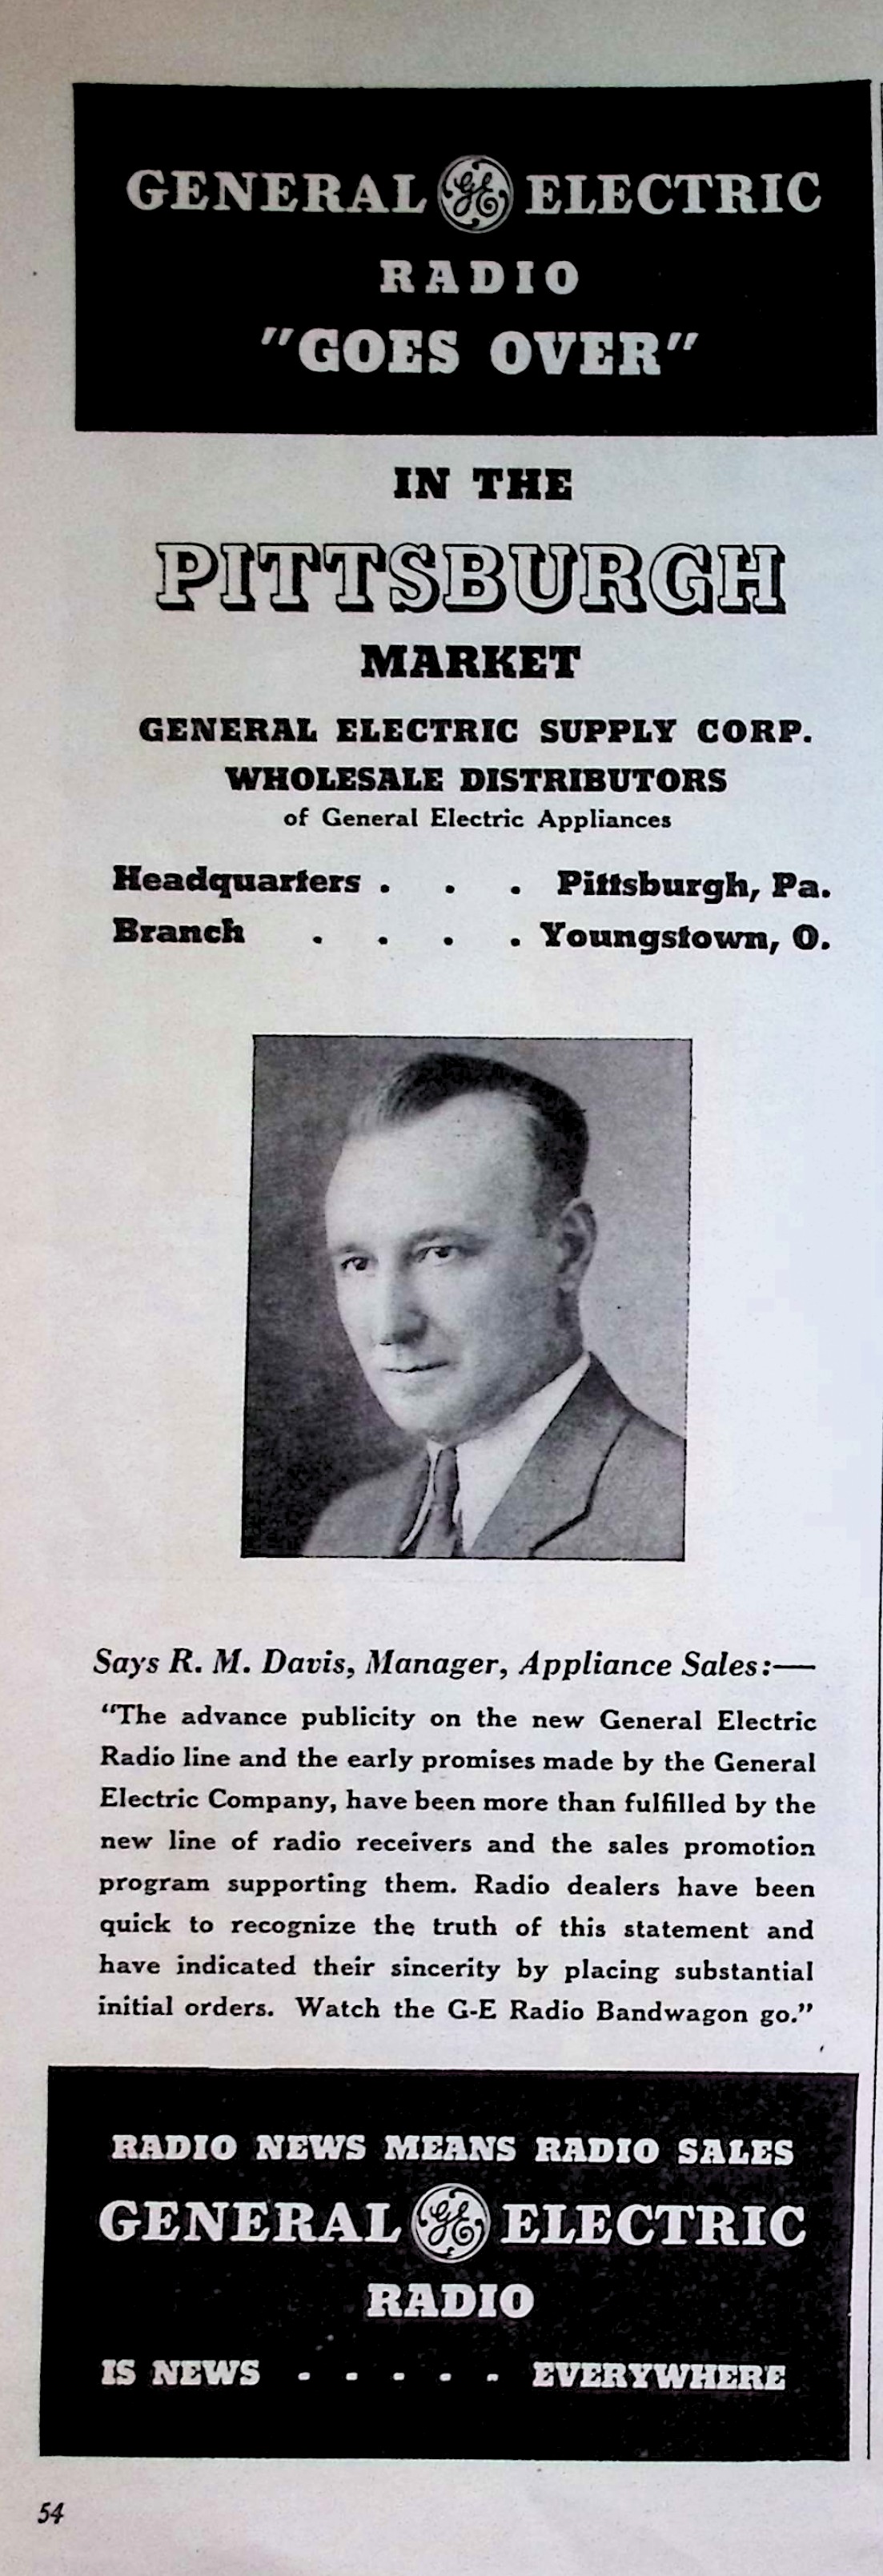 GENERAL GE ELECTRIC
RADIO
"GOES OVER"
IN THE
PITTSBURGH
MARKET
GENERAL ELECTRIC SUPPLY CORP.
WHOLESALE DISTRIBUTORS
of General Electric Appliances
Headquarters . . . Pittsburgh, Pa.
Branch . . . . Youngstown, O.
Says R. M. Davis, Manager, Appliance Sales:—
"The advance publicity on the new General Electric
Radio line and the early promises made by the General
Electric Company, have been more than fulfilled by the
new line of radio receivers and the sales promotion
program supporting them. Radio dealers have been
quick to recognize the truth of this statement and
have indicated their sincerity by placing substantial
initial orders. Watch the G-E Radio Bandwagon go."
RADIO NEWS MEANS RADIO SALES
GENERAL GE ELECTRIC
RADIO
IS NEWS - - - - - EVERYWHERE
54